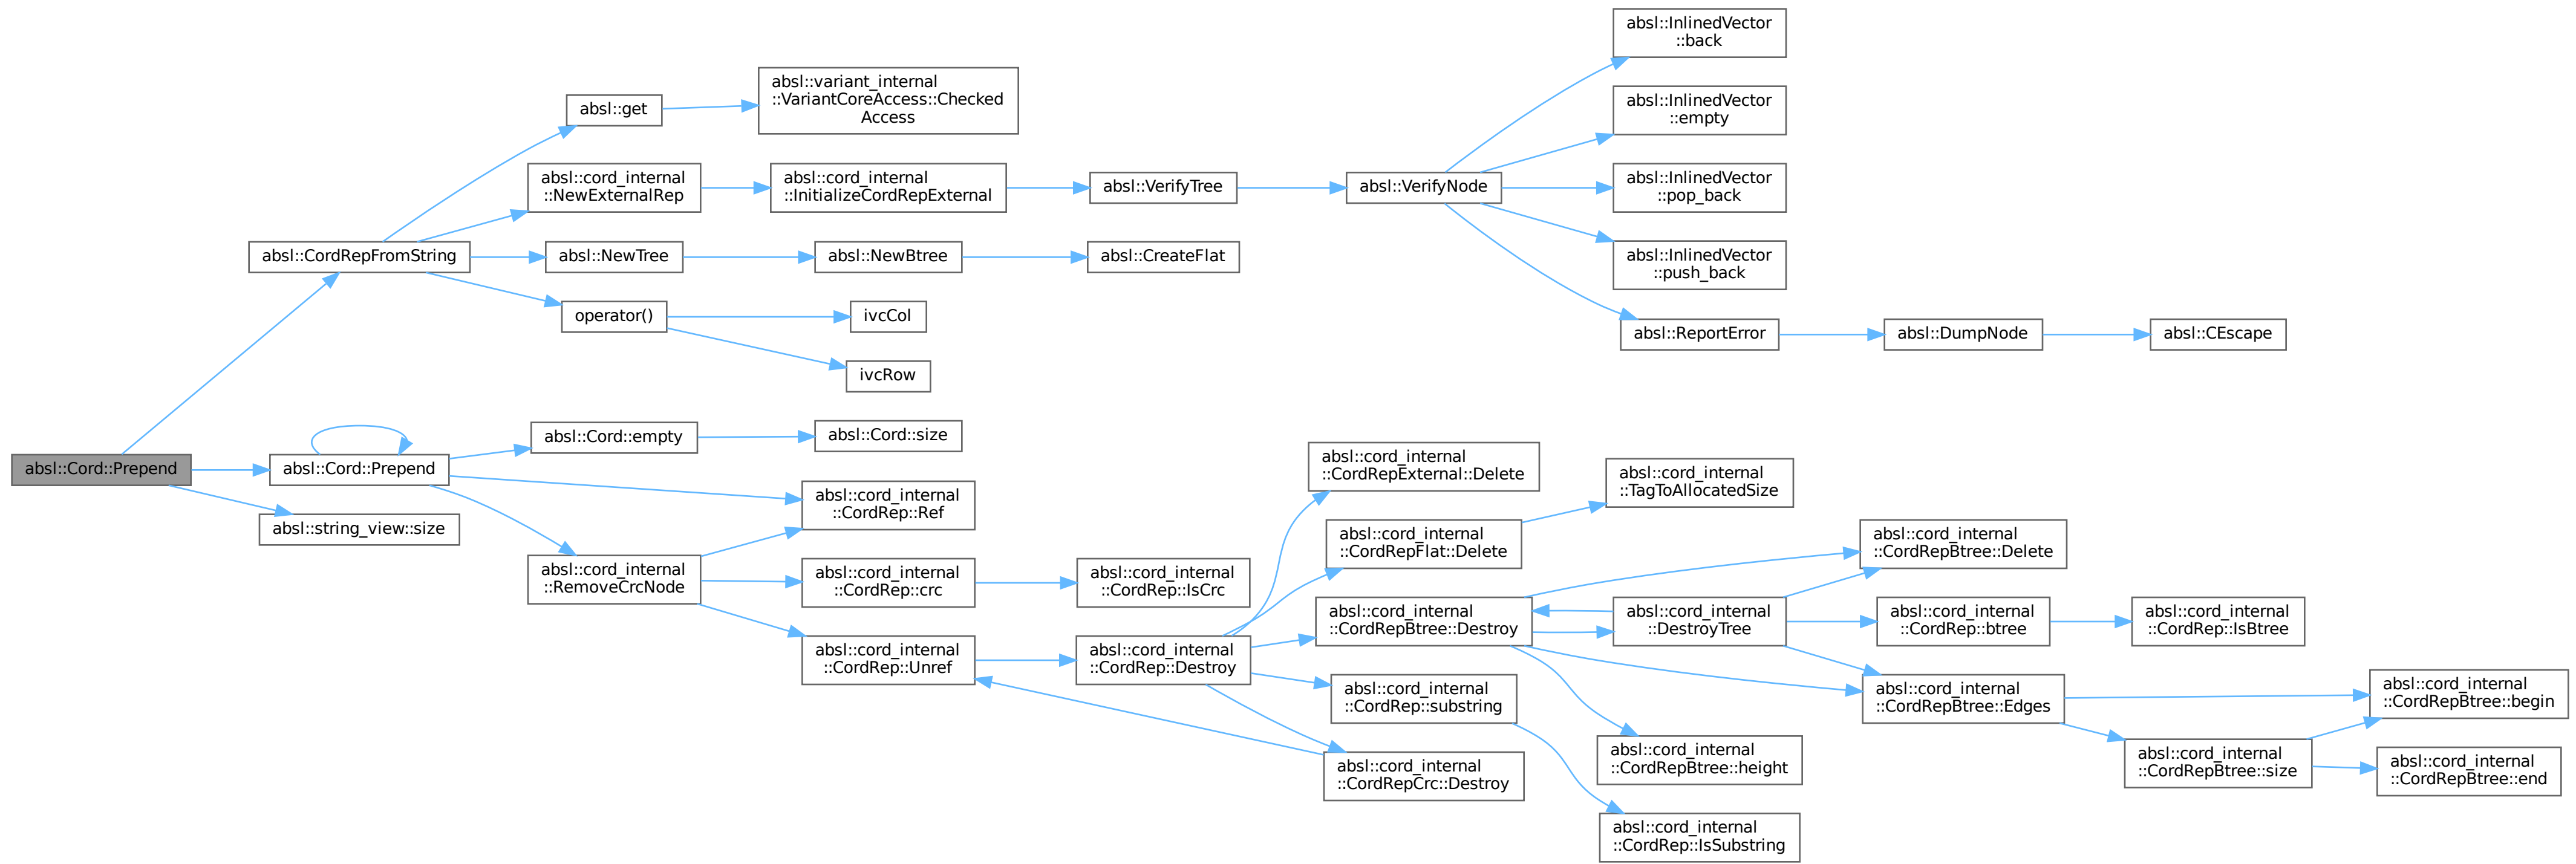 absl::Cord::Prepend
absl::CordRepFromString
absl::get
absl::variant_internal
::VariantCoreAccess::Checked
Access
absl::cord_internal
::NewExternalRep
absl::cord_internal
::InitializeCordRepExternal
absl::VerifyTree
absl::VerifyNode
absl::InlinedVector
::back
absl::InlinedVector
::empty
absl::InlinedVector
::pop_back
absl::InlinedVector
::push_back
absl::ReportError
absl::DumpNode
absl::CEscape
absl::NewTree
absl::NewBtree
absl::CreateFlat
operator()
ivcCol
ivcRow
absl::Cord::Prepend
absl::Cord::empty
absl::Cord::size
absl::cord_internal
::CordRep::Ref
absl::string_view::size
absl::cord_internal
::RemoveCrcNode
absl::cord_internal
::CordRep::crc
absl::cord_internal
::CordRep::IsCrc
absl::cord_internal
::CordRep::Unref
absl::cord_internal
::CordRep::Destroy
absl::cord_internal
::CordRepExternal::Delete
absl::cord_internal
::CordRepFlat::Delete
absl::cord_internal
::TagToAllocatedSize
absl::cord_internal
::CordRepBtree::Destroy
absl::cord_internal
::DestroyTree
absl::cord_internal
::CordRepBtree::Delete
absl::cord_internal
::CordRep::btree
absl::cord_internal
::CordRep::IsBtree
absl::cord_internal
::CordRepBtree::Edges
absl::cord_internal
::CordRepBtree::begin
absl::cord_internal
::CordRepBtree::size
absl::cord_internal
::CordRepBtree::end
absl::cord_internal
::CordRep::substring
absl::cord_internal
::CordRepBtree::height
absl::cord_internal
::CordRepCrc::Destroy
absl::cord_internal
::CordRep::IsSubstring